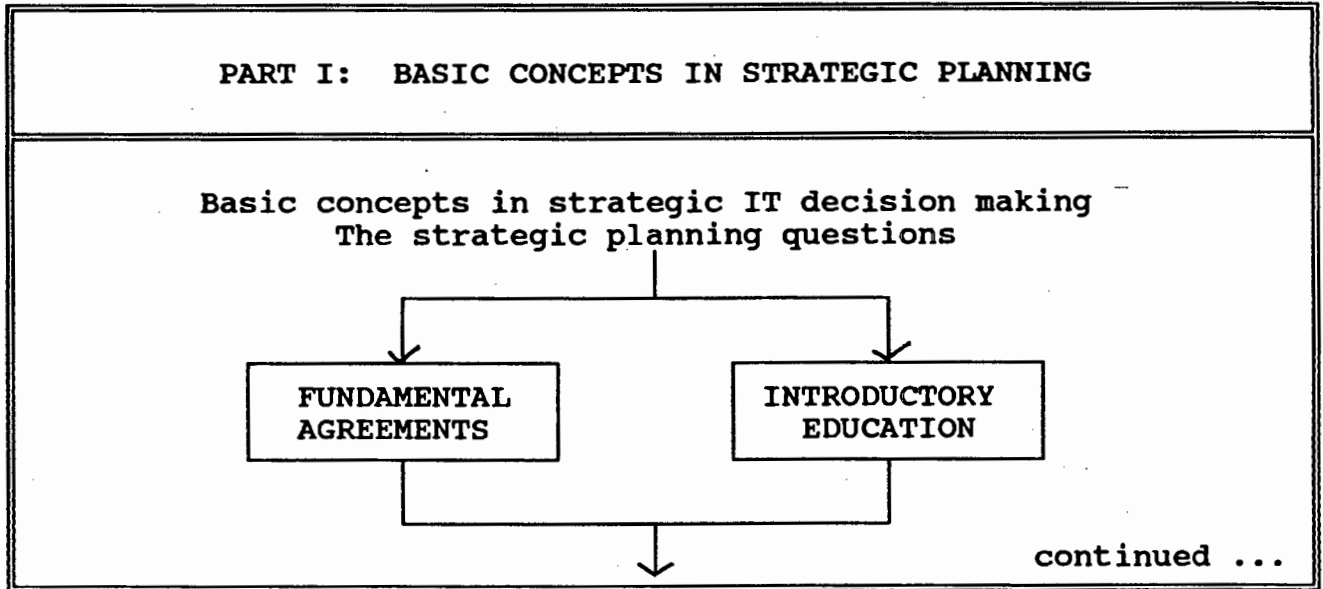 PART I: BASIC CONCEPTS IN STRATEGIC PLANNING
Basic concepts in strategic IT decision making
The strategic planning questions
FUNDAMENTAL
AGREEMENTS
INTRODUCTORY
EDUCATION
continued ...